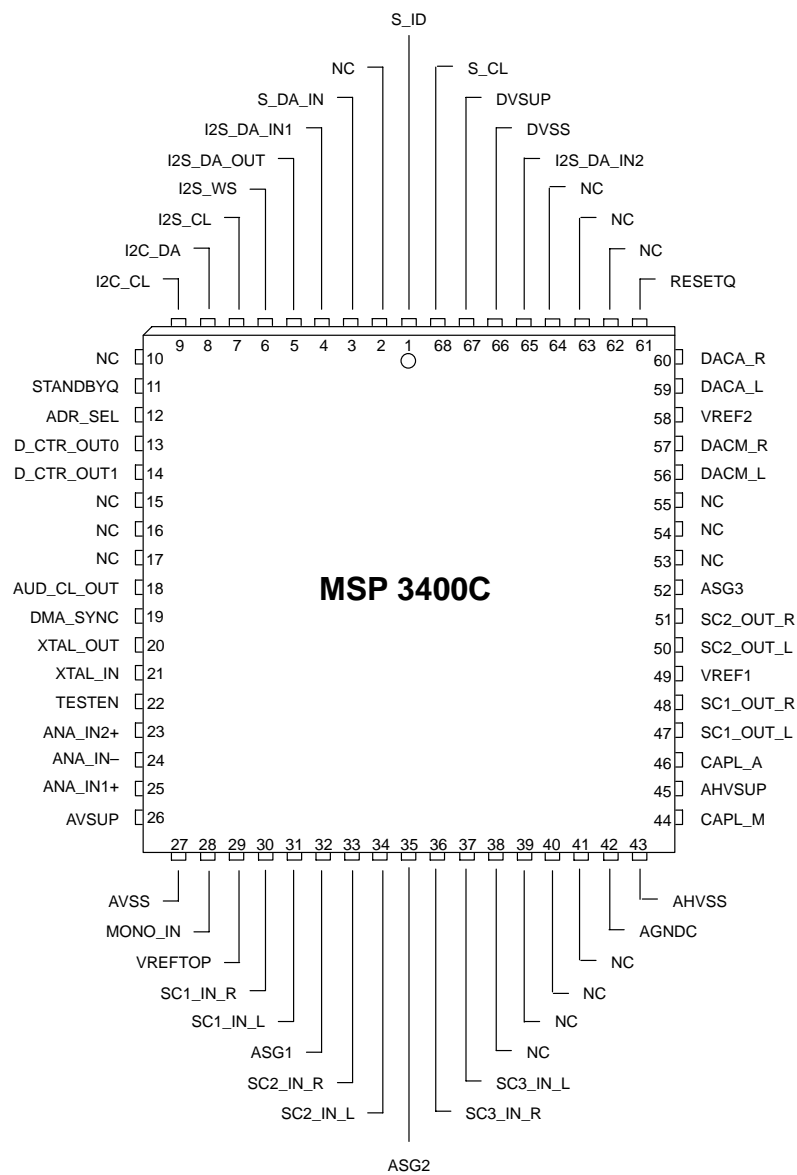 S_ID
NC
S_CL
S_DA_IN
DVSUP
I2S_DA_IN1
DVSS
I2S_DA_OUT
I2S_DA_IN2
I2S_WS
NC
I2S_CL
NC
I2C_DA
NC
I2C_CL
RESETQ
9 8 7 6 5 4 3 2 1 68 67 66 65 64 63 62 61
NC 10 60 DACA_R
STANDBYQ 11 59 DACA_L
ADR_SEL 12 58 VREF2
D_CTR_OUT0 13 57 DACM_R
D_CTR_OUT1 14 56 DACM_L
NC 15 55 NC
NC 16 54 NC
NC 17 53 NC
MSP 3400C
AUD_CL_OUT 18 52 ASG3
DMA_SYNC 19 51 SC2_OUT_R
XTAL_OUT 20 50 SC2_OUT_L
XTAL_IN 21 49 VREF1
TESTEN 22 48 SC1_OUT_R
ANA_IN2+ 23 47 SC1_OUT_L
ANA_IN– 24 46 CAPL_A
ANA_IN1+ 25 45 AHVSUP
AVSUP 26 44 CAPL_M
27 28 29 30 31 32 33 34 35 36 37 38 39 40 41 42 43
AVSS
AHVSS
MONO_IN
AGNDC
VREFTOP
NC
SC1_IN_R
NC
SC1_IN_L
NC
ASG1
NC
SC2_IN_R
SC3_IN_L
SC2_IN_L
SC3_IN_R
ASG2